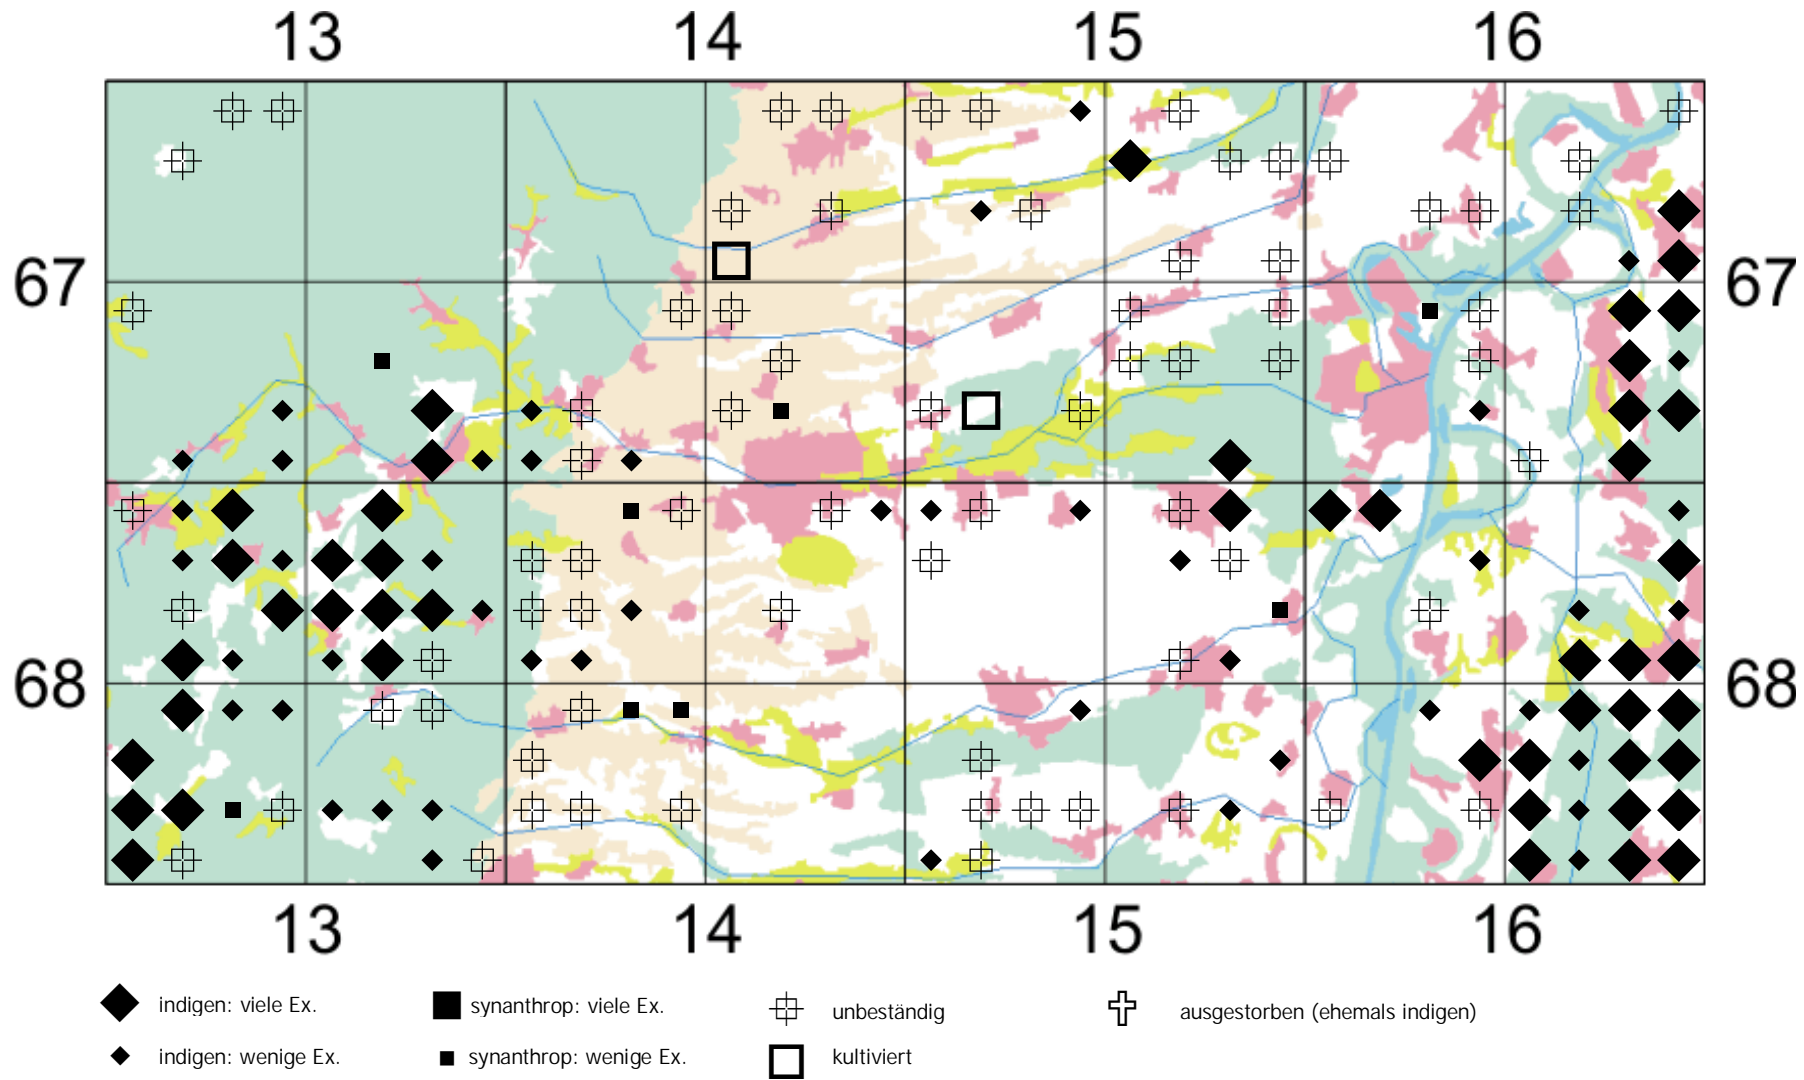 13 14 15 16
67 67
68 68
13 14 15 16
indigen: viele Ex. synanthrop: viele Ex. unbeständig ausgestorben (ehemals indigen)
indigen: wenige Ex. synanthrop: wenige Ex. kultiviert